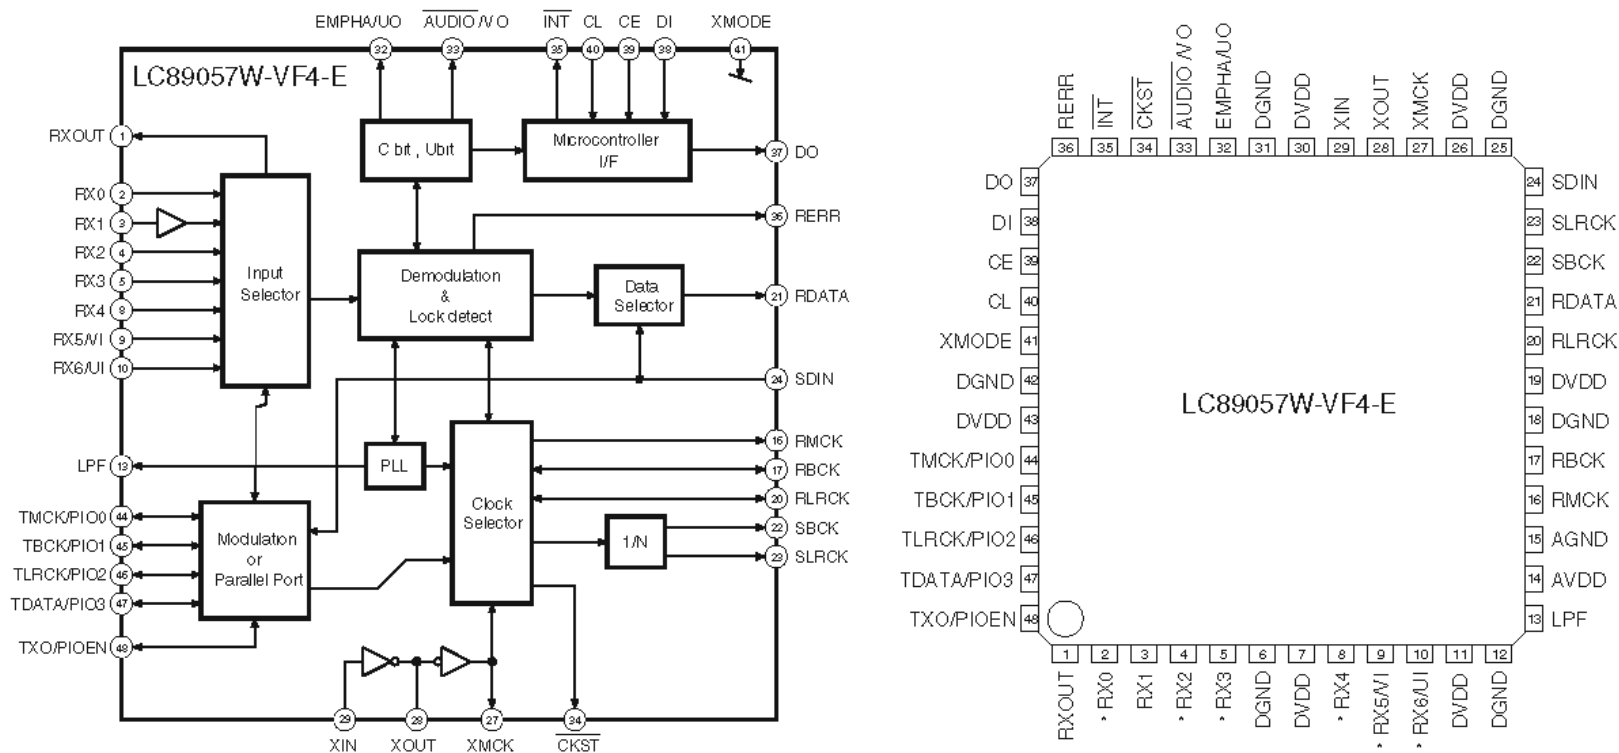 EMPHA/UO AUDIO/VO INT CL CE DI XMODE
32 33 35 40 39 38 41
LC89057W-VF4-E
RXOUT 1
C bit , Ubit
Microcontroller
I/F
37 DO
RX0 2
RX1 3
RX2 4
RX3 5
RX4 8
RX5/VI 9
RX6/UI 10
Input
Selector
36 RERR
Demodulation
&
Lock detect
Data
Selector
21 RDATA
24 SDIN
LPF 13
PLL
Clock
Selector
16 RMCK
17 RBCK
20 RLRCK
22 SBCK
23 SLRCK
1/N
TMCK/PIO0 44
TBCK/PIO1 45
TLRCK/PIO2 46
TDATA/PIO3 47
TXO/PIOEN 48
Modulation
or
Parallel Port
29 28 27 34
XIN XOUT XMCK CKST
RERR
INT
CKST
AUDIO/VO
EMPHA/UO
DGND
DVDD
XIN
XOUT
XMCK
DVDD
DGND
36 35 34 33 32 31 30 29 28 27 26 25
DO 37
DI 38
CE 39
CL 40
XMODE 41
DGND 42
DVDD 43
TMCK/PIO0 44
TBCK/PIO1 45
TLRCK/PIO2 46
TDATA/PIO3 47
TXO/PIOEN 48
LC89057W-VF4-E
24 SDIN
23 SLRCK
22 SBCK
21 RDATA
20 RLRCK
19 DVDD
18 DGND
17 RBCK
16 RMCK
15 AGND
14 AVDD
13 LPF
1 2 3 4 5 6 7 8 9 10 11 12
RXOUT
* RX0
RX1
* RX2
* RX3
DGND
DVDD
* RX4
* RX5/VI
* RX6/UI
DVDD
DGND